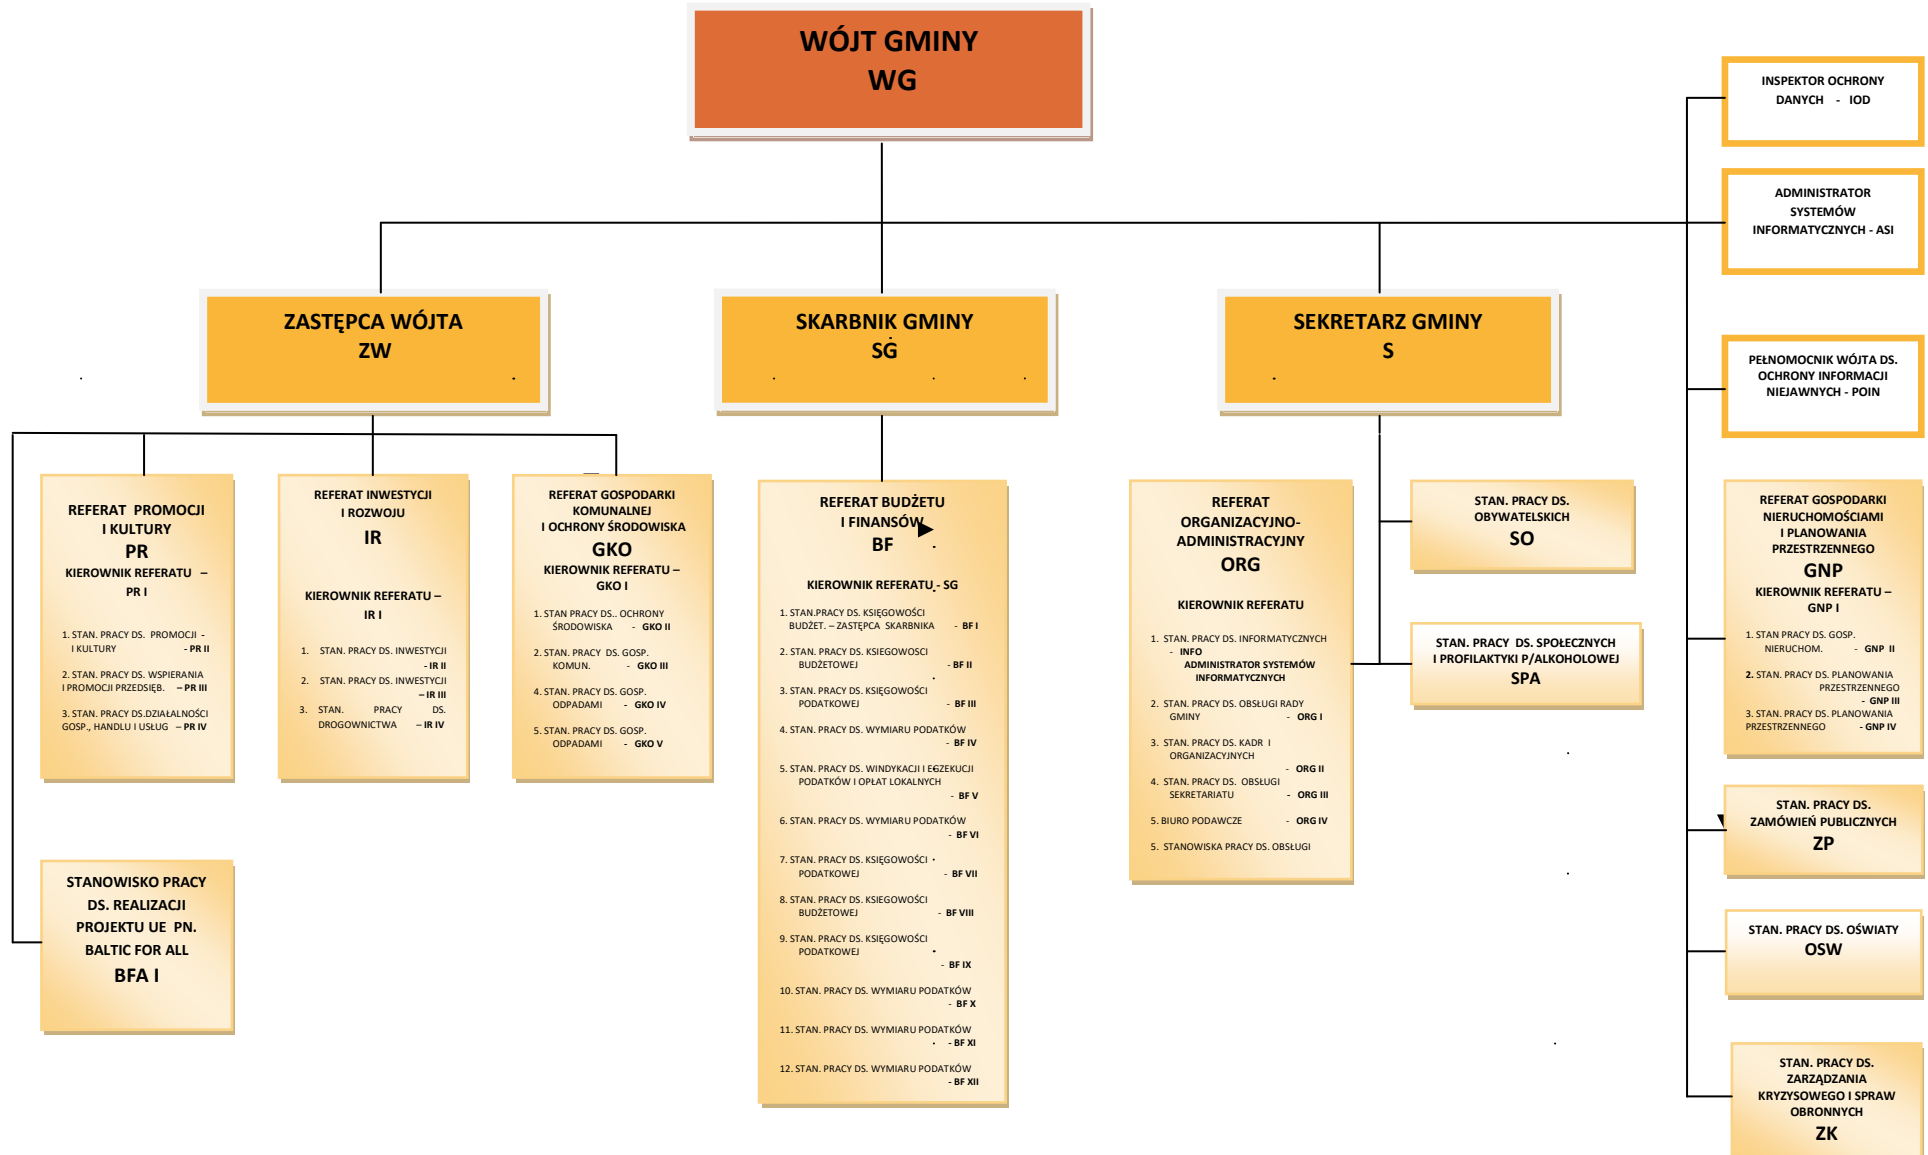 WÓJT GMINY
WG
INSPEKTOR OCHRONY
DANYCH - IOD
ADMINISTRATOR
SYSTEMÓW
INFORMATYCZNYCH - ASI
ZASTĘPCA WÓJTA
ZW
SKARBNIK GMINY
SG
SEKRETARZ GMINY
S
PEŁNOMOCNIK WÓJTA DS.
OCHRONY INFORMACJI
NIEJAWNYCH - POIN
REFERAT PROMOCJI
I KULTURY
PR
KIEROWNIK REFERATU –
PR I
1. STAN. PRACY DS. PROMOCJI -
I KULTURY - PR II
2. STAN. PRACY DS. WSPIERANIA
I PROMOCJI PRZEDSIĘB. – PR III
3. STAN. PRACY DS.DZIAŁALNOŚCI
GOSP., HANDLU I USŁUG – PR IV
REFERAT INWESTYCJI
I ROZWOJU
IR
KIEROWNIK REFERATU –
IR I
1. STAN. PRACY DS. INWESTYCJI
- IR II
2. STAN. PRACY DS. INWESTYCJI
– IR III
3. STAN. PRACY DS.
DROGOWNICTWA – IR IV
REFERAT GOSPODARKI
KOMUNALNEJ
I OCHRONY ŚRODOWISKA
GKO
KIEROWNIK REFERATU –
GKO I
1. STAN PRACY DS.. OCHRONY
ŚRODOWISKA - GKO II
2. STAN. PRACY DS. GOSP.
KOMUN. - GKO III
4. STAN. PRACY DS. GOSP.
ODPADAMI - GKO IV
5. STAN. PRACY DS. GOSP.
ODPADAMI - GKO V
REFERAT BUDŻETU
I FINANSÓW
BF
KIEROWNIK REFERATU - SG
1. STAN.PRACY DS. KSIĘGOWOŚCI
BUDŻET. – ZASTĘPCA SKARBNIKA - BF I
2. STAN. PRACY DS. KSIEGOWOSCI
BUDŻETOWEJ - BF II
3. STAN. PRACY DS. KSIĘGOWOŚCI
PODATKOWEJ - BF III
4. STAN. PRACY DS. WYMIARU PODATKÓW
- BF IV
5. STAN. PRACY DS. WINDYKACJI I EGZEKUCJI
PODATKÓW I OPŁAT LOKALNYCH
- BF V
6. STAN. PRACY DS. WYMIARU PODATKÓW
- BF VI
7. STAN. PRACY DS. KSIĘGOWOŚCI
PODATKOWEJ - BF VII
8. STAN. PRACY DS. KSIEGOWOŚCI
BUDŻETOWEJ - BF VIII
9. STAN. PRACY DS. KSIĘGOWOŚCI
PODATKOWEJ
- BF IX
10. STAN. PRACY DS. WYMIARU PODATKÓW
- BF X
11. STAN. PRACY DS. WYMIARU PODATKÓW
- BF XI
12. STAN. PRACY DS. WYMIARU PODATKÓW
- BF XII
REFERAT
ORGANIZACYJNO-
ADMINISTRACYJNY
ORG
KIEROWNIK REFERATU
1. STAN. PRACY DS. INFORMATYCZNYCH
- INFO
ADMINISTRATOR SYSTEMÓW
INFORMATYCZNYCH
2. STAN. PRACY DS. OBSŁUGI RADY
GMINY - ORG I
3. STAN. PRACY DS. KADR I
ORGANIZACYJNYCH
- ORG II
4. STAN. PRACY DS. OBSŁUGI
SEKRETARIATU - ORG III
5. BIURO PODAWCZE - ORG IV
5. STANOWISKA PRACY DS. OBSŁUGI
STAN. PRACY DS.
OBYWATELSKICH
SO
STAN. PRACY DS. SPOŁECZNYCH
I PROFILAKTYKI P/ALKOHOLOWEJ
SPA
REFERAT GOSPODARKI
NIERUCHOMOŚCIAMI
I PLANOWANIA
PRZESTRZENNEGO
GNP
KIEROWNIK REFERATU –
GNP I
1. STAN PRACY DS. GOSP.
NIERUCHOM. - GNP II
2. STAN. PRACY DS. PLANOWANIA
PRZESTRZENNEGO
- GNP III
3. STAN. PRACY DS. PLANOWANIA
PRZESTRZENNEGO - GNP IV
STAN. PRACY DS.
ZAMÓWIEŃ PUBLICZNYCH
ZP
STANOWISKO PRACY
DS. REALIZACJI
PROJEKTU UE PN.
BALTIC FOR ALL
BFA I
STAN. PRACY DS. OŚWIATY
OSW
STAN. PRACY DS.
ZARZĄDZANIA
KRYZYSOWEGO I SPRAW
OBRONNYCH
ZK